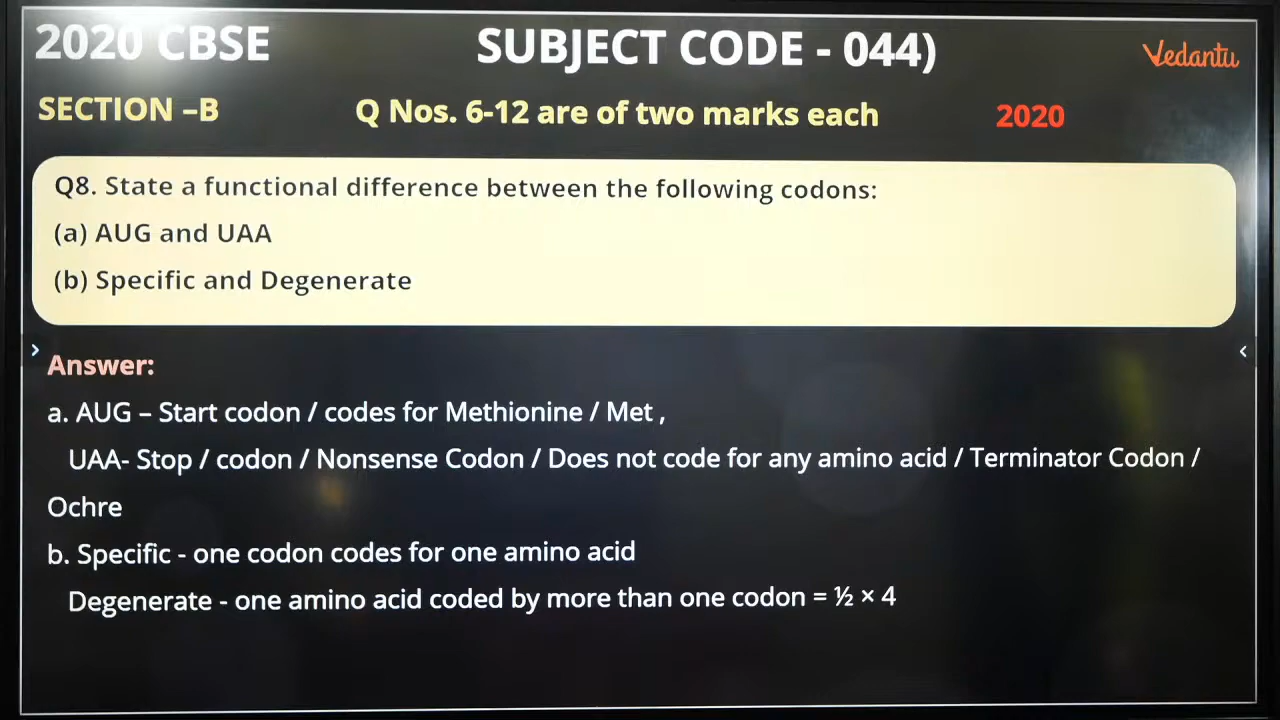 2020 CBSE SUBJECT CODE - 044) Vedantu
SECTION –B Q Nos. 6-12 are of two marks each 2020
Q8. State a functional difference between the following codons:
(a) AUG and UAA
(b) Specific and Degenerate
Answer:
a. AUG – Start codon / codes for Methionine / Met ,
UAA- Stop / codon / Nonsense Codon / Does not code for any amino acid / Terminator Codon /
Ochre
b. Specific - one codon codes for one amino acid
Degenerate - one amino acid coded by more than one codon = ½ × 4